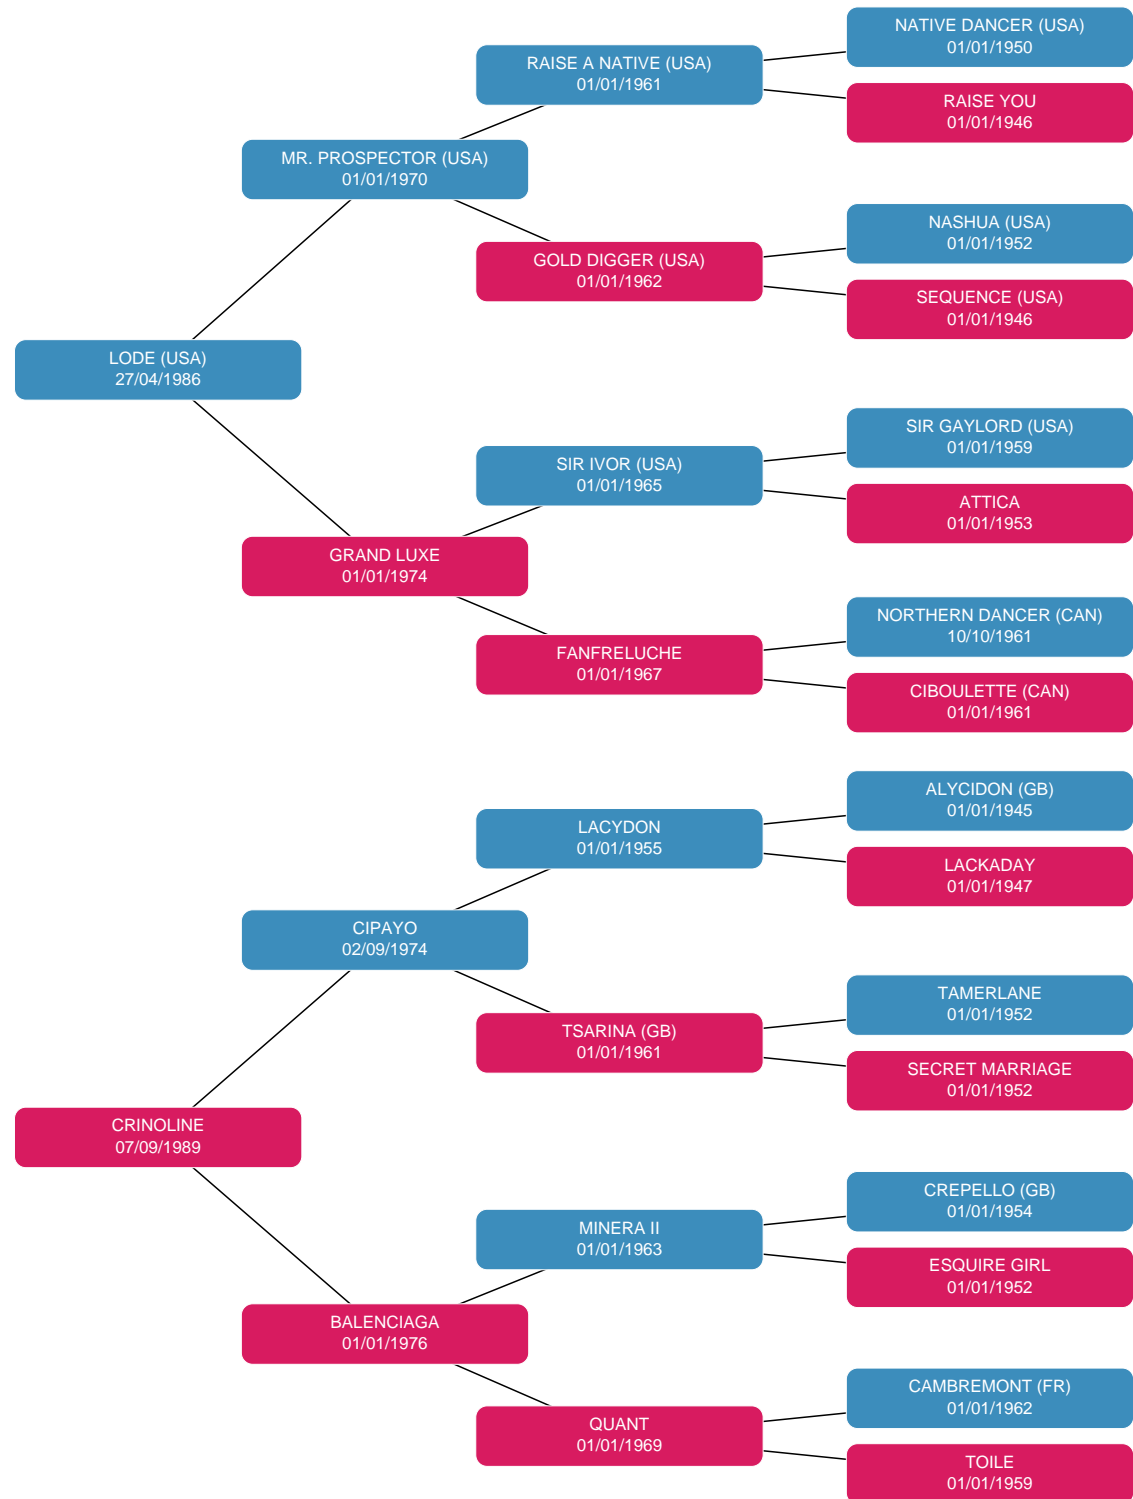 NATIVE DANCER (USA)
01/01/1950
RAISE A NATIVE (USA)
01/01/1961
RAISE YOU
01/01/1946
MR. PROSPECTOR (USA)
01/01/1970
NASHUA (USA)
01/01/1952
GOLD DIGGER (USA)
01/01/1962
SEQUENCE (USA)
01/01/1946
LODE (USA)
27/04/1986
SIR GAYLORD (USA)
01/01/1959
SIR IVOR (USA)
01/01/1965
ATTICA
01/01/1953
GRAND LUXE
01/01/1974
NORTHERN DANCER (CAN)
10/10/1961
FANFRELUCHE
01/01/1967
CIBOULETTE (CAN)
01/01/1961
ALYCIDON (GB)
01/01/1945
LACYDON
01/01/1955
LACKADAY
01/01/1947
CIPAYO
02/09/1974
TAMERLANE
01/01/1952
TSARINA (GB)
01/01/1961
SECRET MARRIAGE
01/01/1952
CRINOLINE
07/09/1989
CREPELLO (GB)
01/01/1954
MINERA II
01/01/1963
ESQUIRE GIRL
01/01/1952
BALENCIAGA
01/01/1976
CAMBREMONT (FR)
01/01/1962
QUANT
01/01/1969
TOILE
01/01/1959